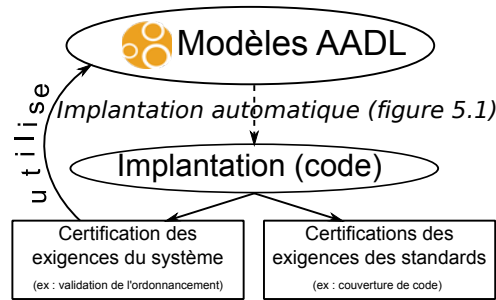 Modèles AADL
utilise
Implantation automatique (figure 5.1)
Implantation (code)
Certification des
exigences du système
(ex : validation de l'ordonnancement)
Certifications des
exigences des standards
(ex : couverture de code)